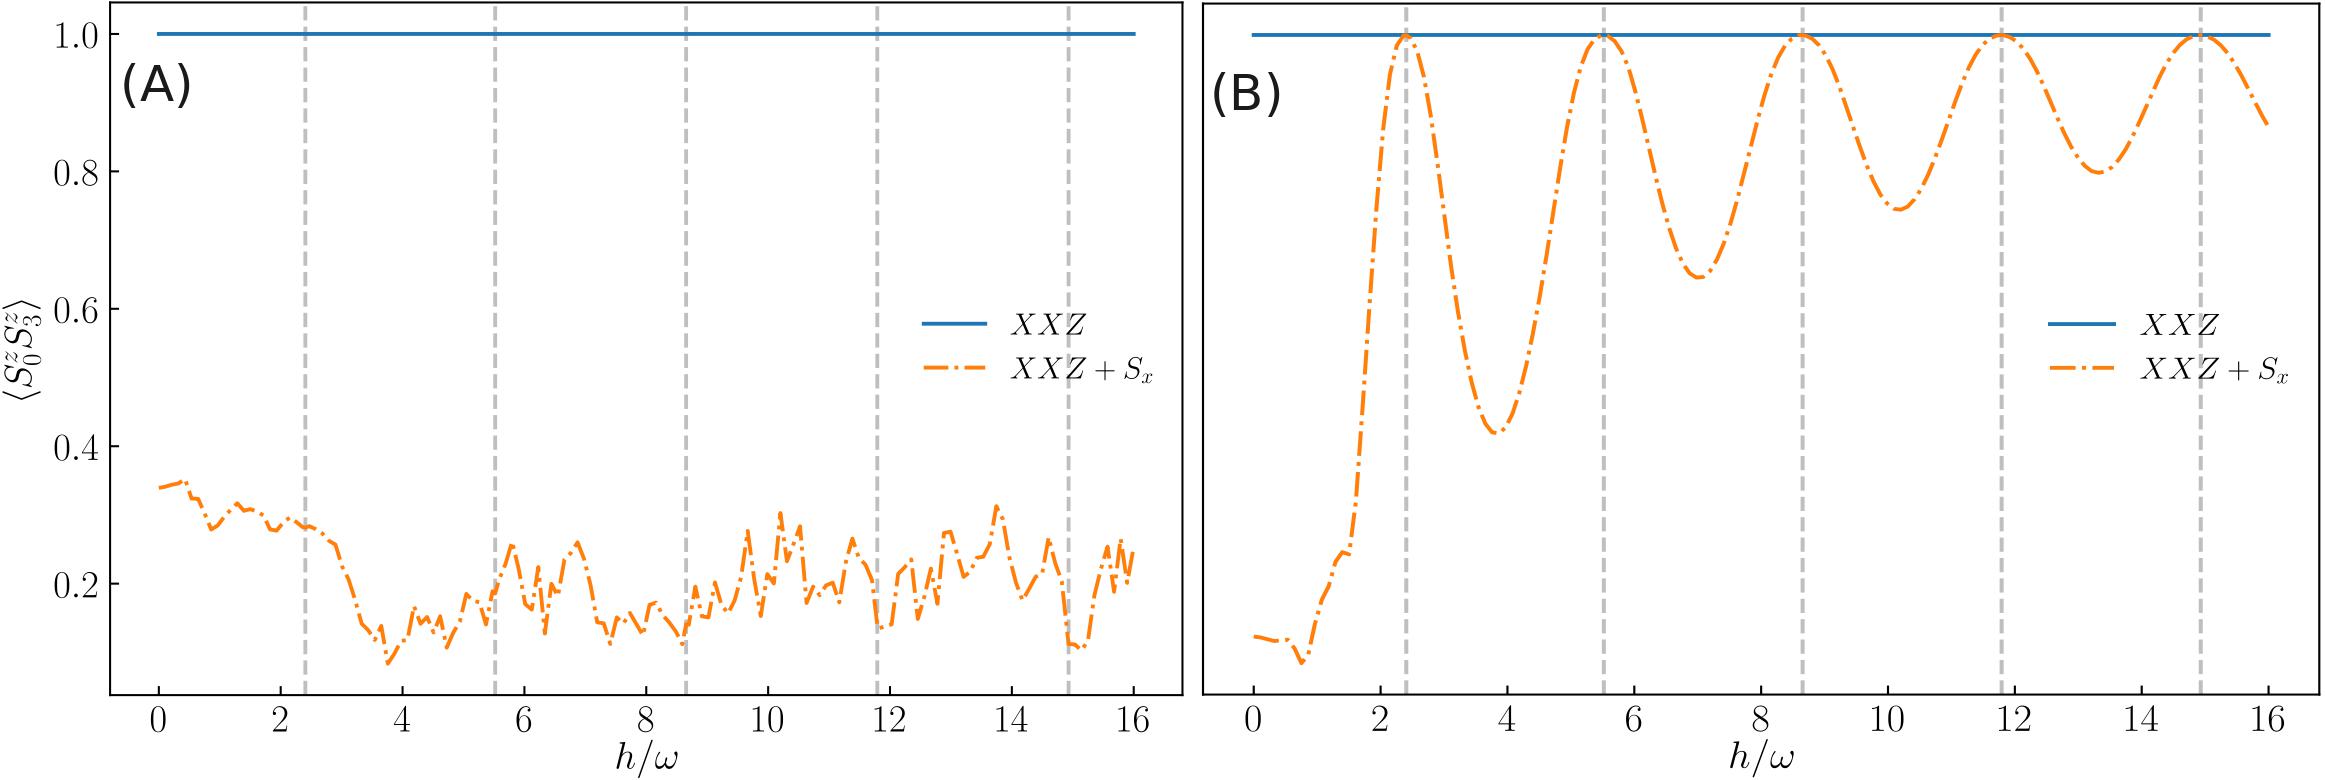 (A)
⟨S_0^z S_3^z⟩
1.0
0.8
0.6
0.4
0.2
XXZ
XXZ + S_x
0 2 4 6 8 10 12 14 16
h/ω
(B)
XXZ
XXZ + S_x
0 2 4 6 8 10 12 14 16
h/ω